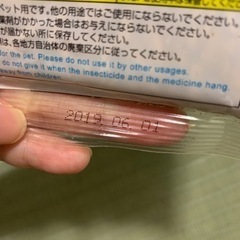 ペット用です。他の用途ではご使用にならないでください。
薬剤がかかった場合はお与えにならないでください。
が届かない所に保存してください。
は、各地方自治体の廃棄区分に従ってください。
for the pet. Please do not use it by other usages.
do not give it when the insecticide and the medicine hang.
away from children.
2019. 06. 01